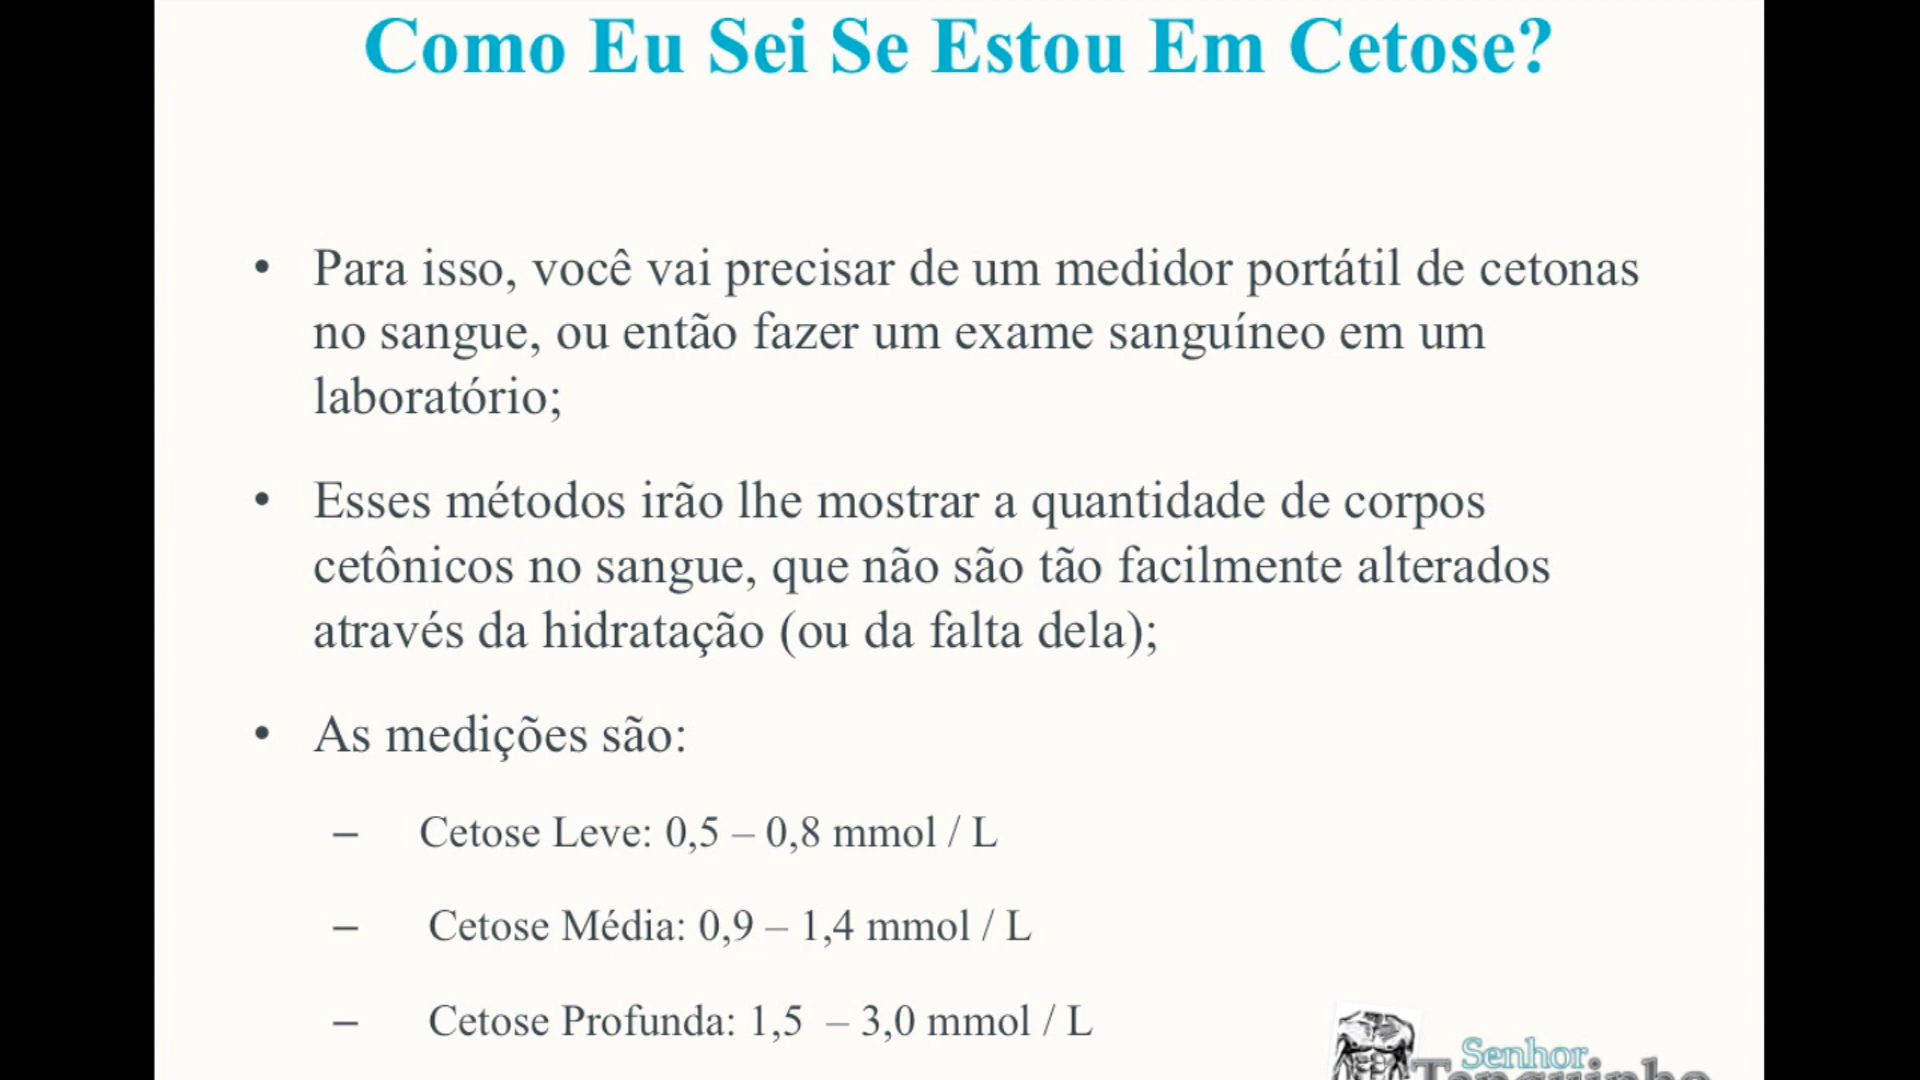 Como Eu Sei Se Estou Em Cetose?
• Para isso, você vai precisar de um medidor portátil de cetonas
no sangue, ou então fazer um exame sanguíneo em um
laboratório;
• Esses métodos irão lhe mostrar a quantidade de corpos
cetônicos no sangue, que não são tão facilmente alterados
através da hidratação (ou da falta dela);
• As medições são:
– Cetose Leve: 0,5 – 0,8 mmol / L
– Cetose Média: 0,9 – 1,4 mmol / L
– Cetose Profunda: 1,5 – 3,0 mmol / L
Senhor
Tanquinho